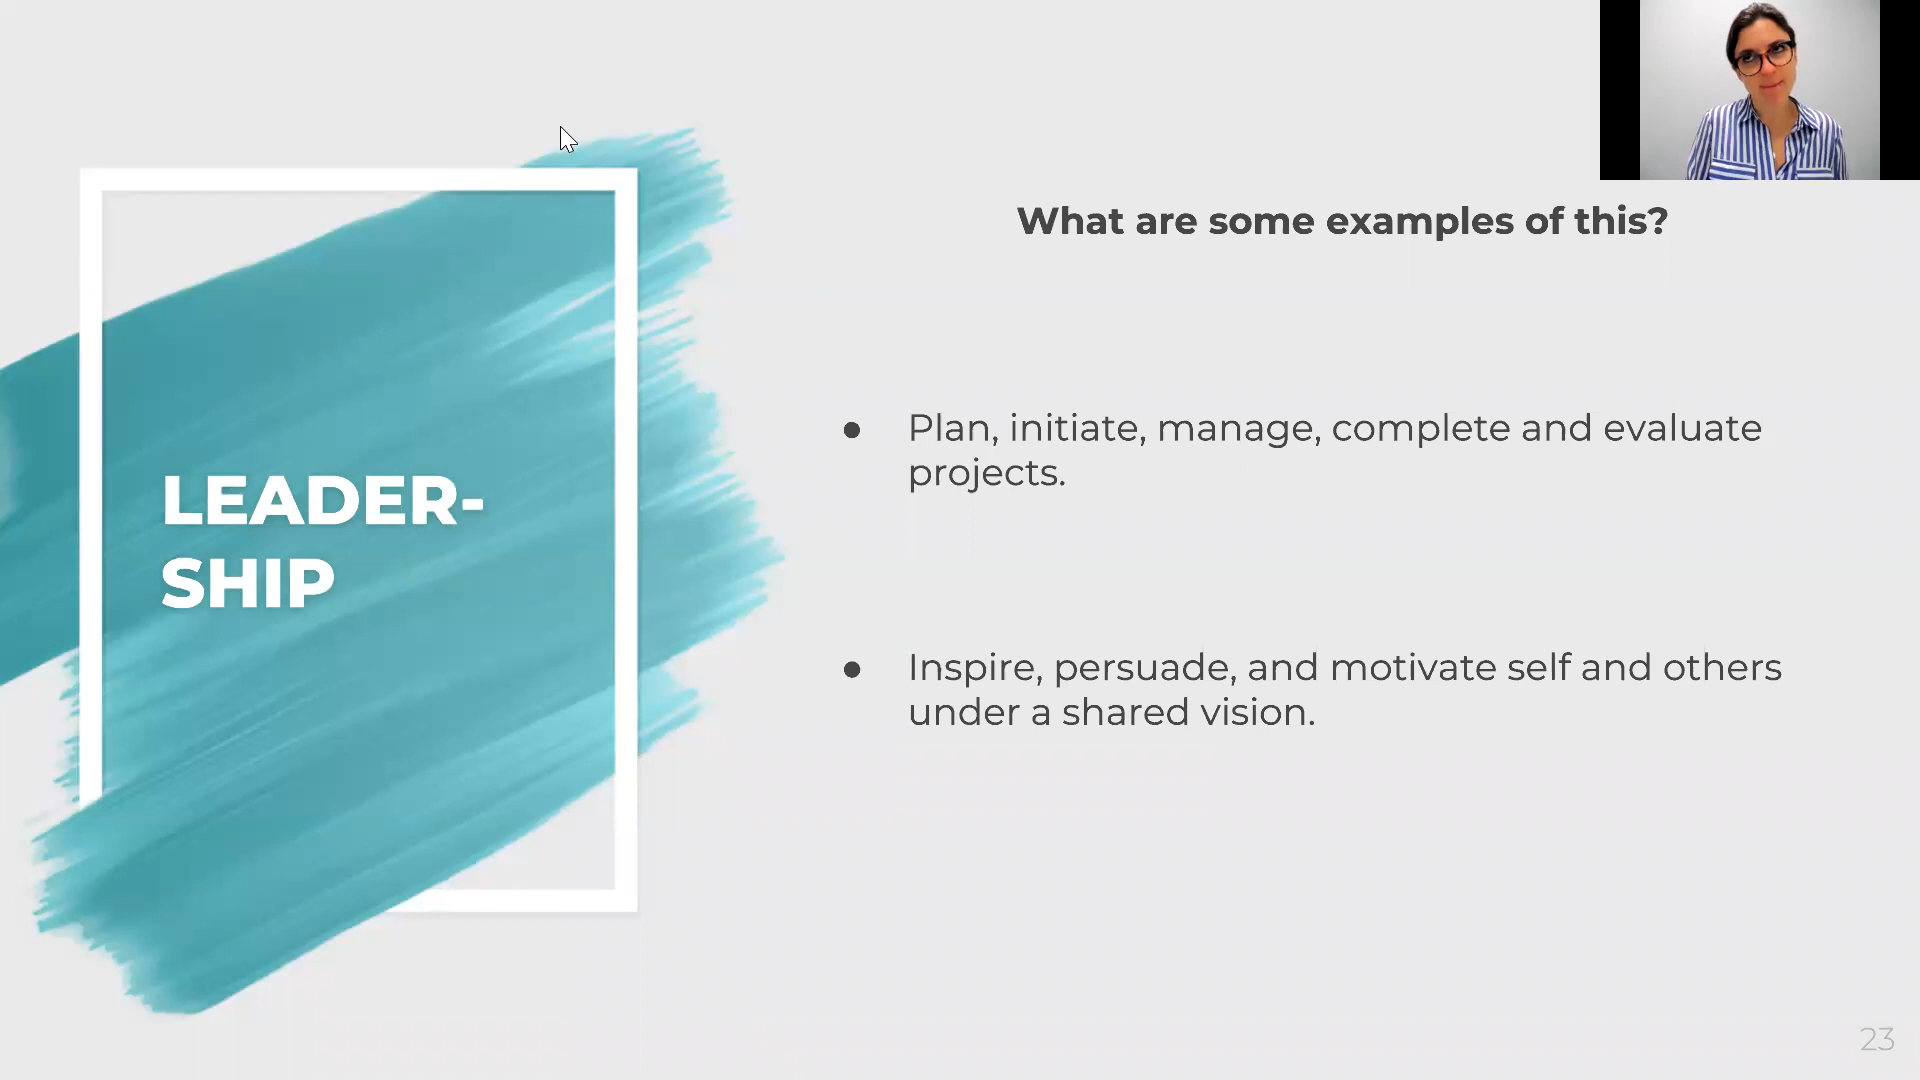 LEADER-
SHIP
What are some examples of this?
● Plan, initiate, manage, complete and evaluate
projects.
● Inspire, persuade, and motivate self and others
under a shared vision.
23